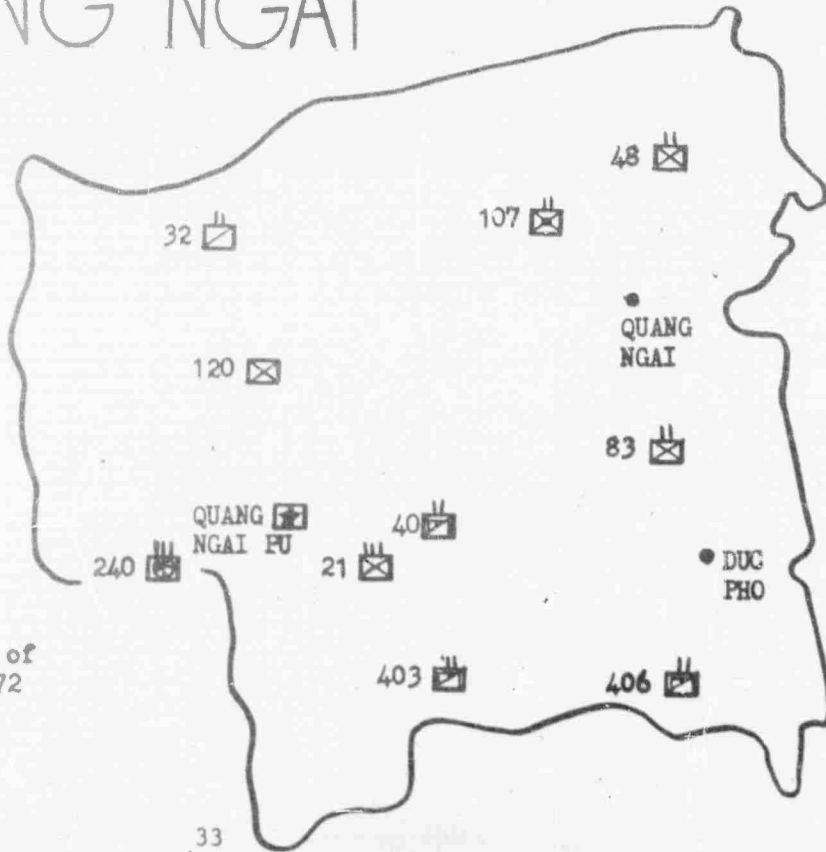 NG NGAI
48
107
32
QUANG
NGAI
120
83
QUANG
NGAI PU
40
240
21
DUC
PHO
of
72
403
406
33